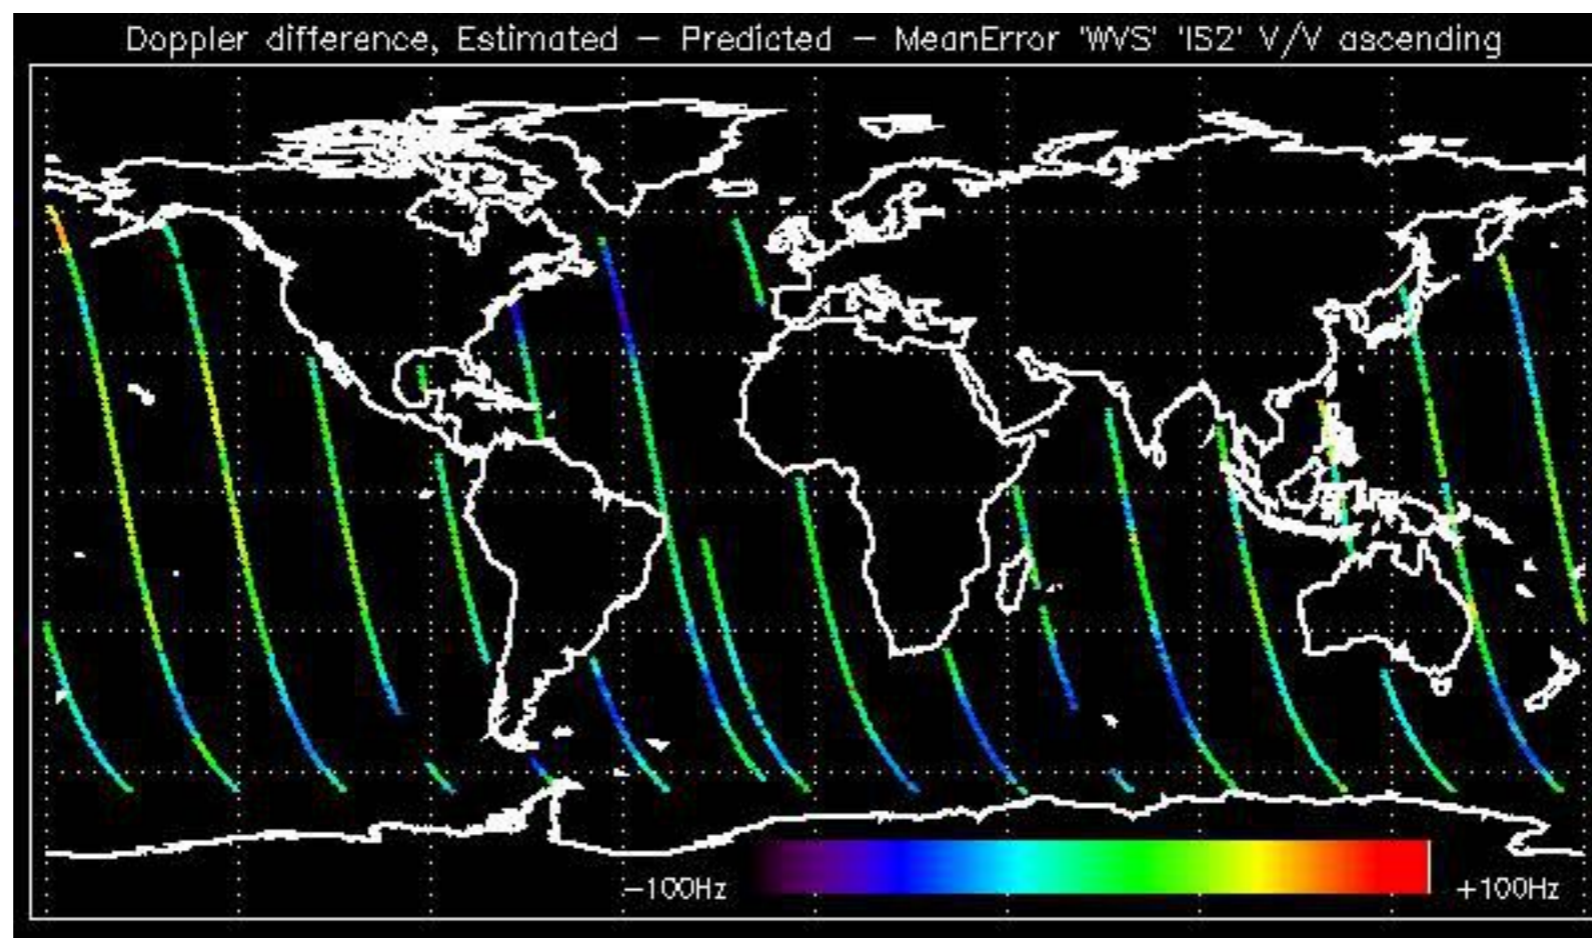 Doppler difference, Estimated – Predicted – MeanError 'WVS' 'IS2' V/V ascending
–100Hz +100Hz